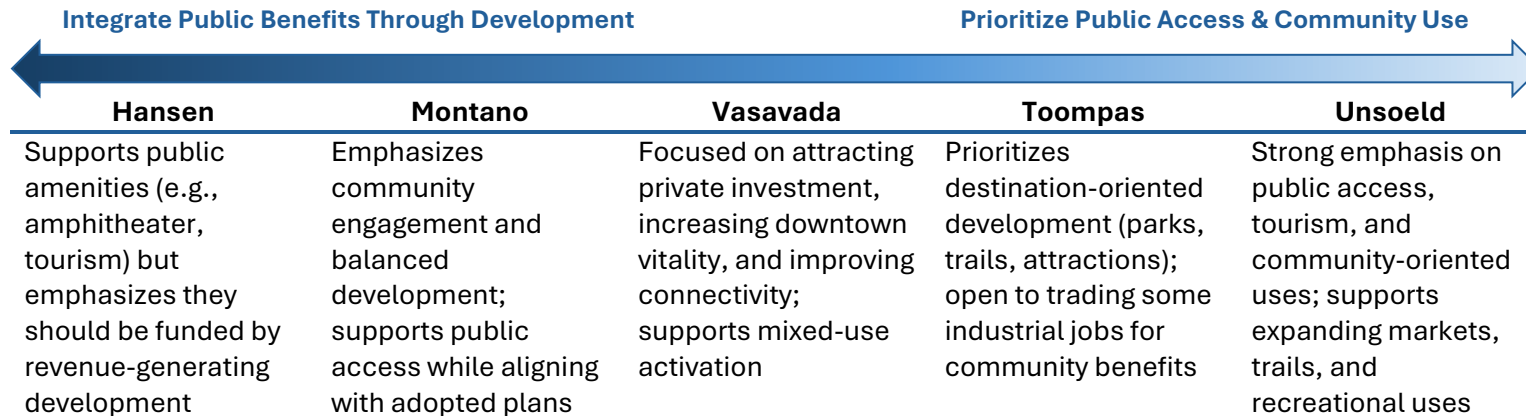 Integrate Public Benefits Through Development
Prioritize Public Access & Community Use
Hansen
Montano
Vasavada
Toompas
Unsoeld
Supports public
amenities (e.g.,
amphitheater,
tourism) but
emphasizes they
should be funded by
revenue-generating
development
Emphasizes
community
engagement and
balanced
development;
supports public
access while aligning
with adopted plans
Focused on attracting
private investment,
increasing downtown
vitality, and improving
connectivity;
supports mixed-use
activation
Prioritizes
destination-oriented
development (parks,
trails, attractions);
open to trading some
industrial jobs for
community benefits
Strong emphasis on
public access,
tourism, and
community-oriented
uses; supports
expanding markets,
trails, and
recreational uses